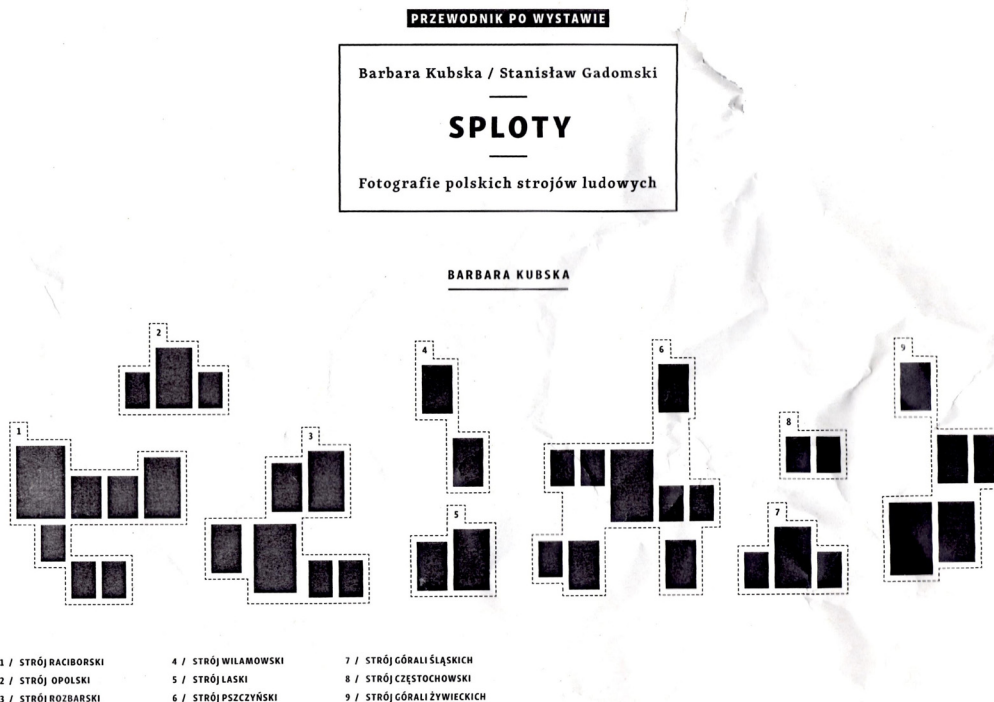 PRZEWODNIK PO WYSTAWIE
Barbara Kubska / Stanisław Gadomski
SPLOTY
Fotografie polskich strojów ludowych
BARBARA KUBSKA
1
2
3
4
5
6
7
8
9
1 / STRÓJ RACIBORSKI
2 / STRÓJ OPOLSKI
3 / STRÓJ ROZBARSKI
4 / STRÓJ WILAMOWSKI
5 / STRÓJ LASKI
6 / STRÓJ PSZCZYŃSKI
7 / STRÓJ GÓRALI ŚLĄSKICH
8 / STRÓJ CZĘSTOCHOWSKI
9 / STRÓJ GÓRALI ŻYWIECKICH